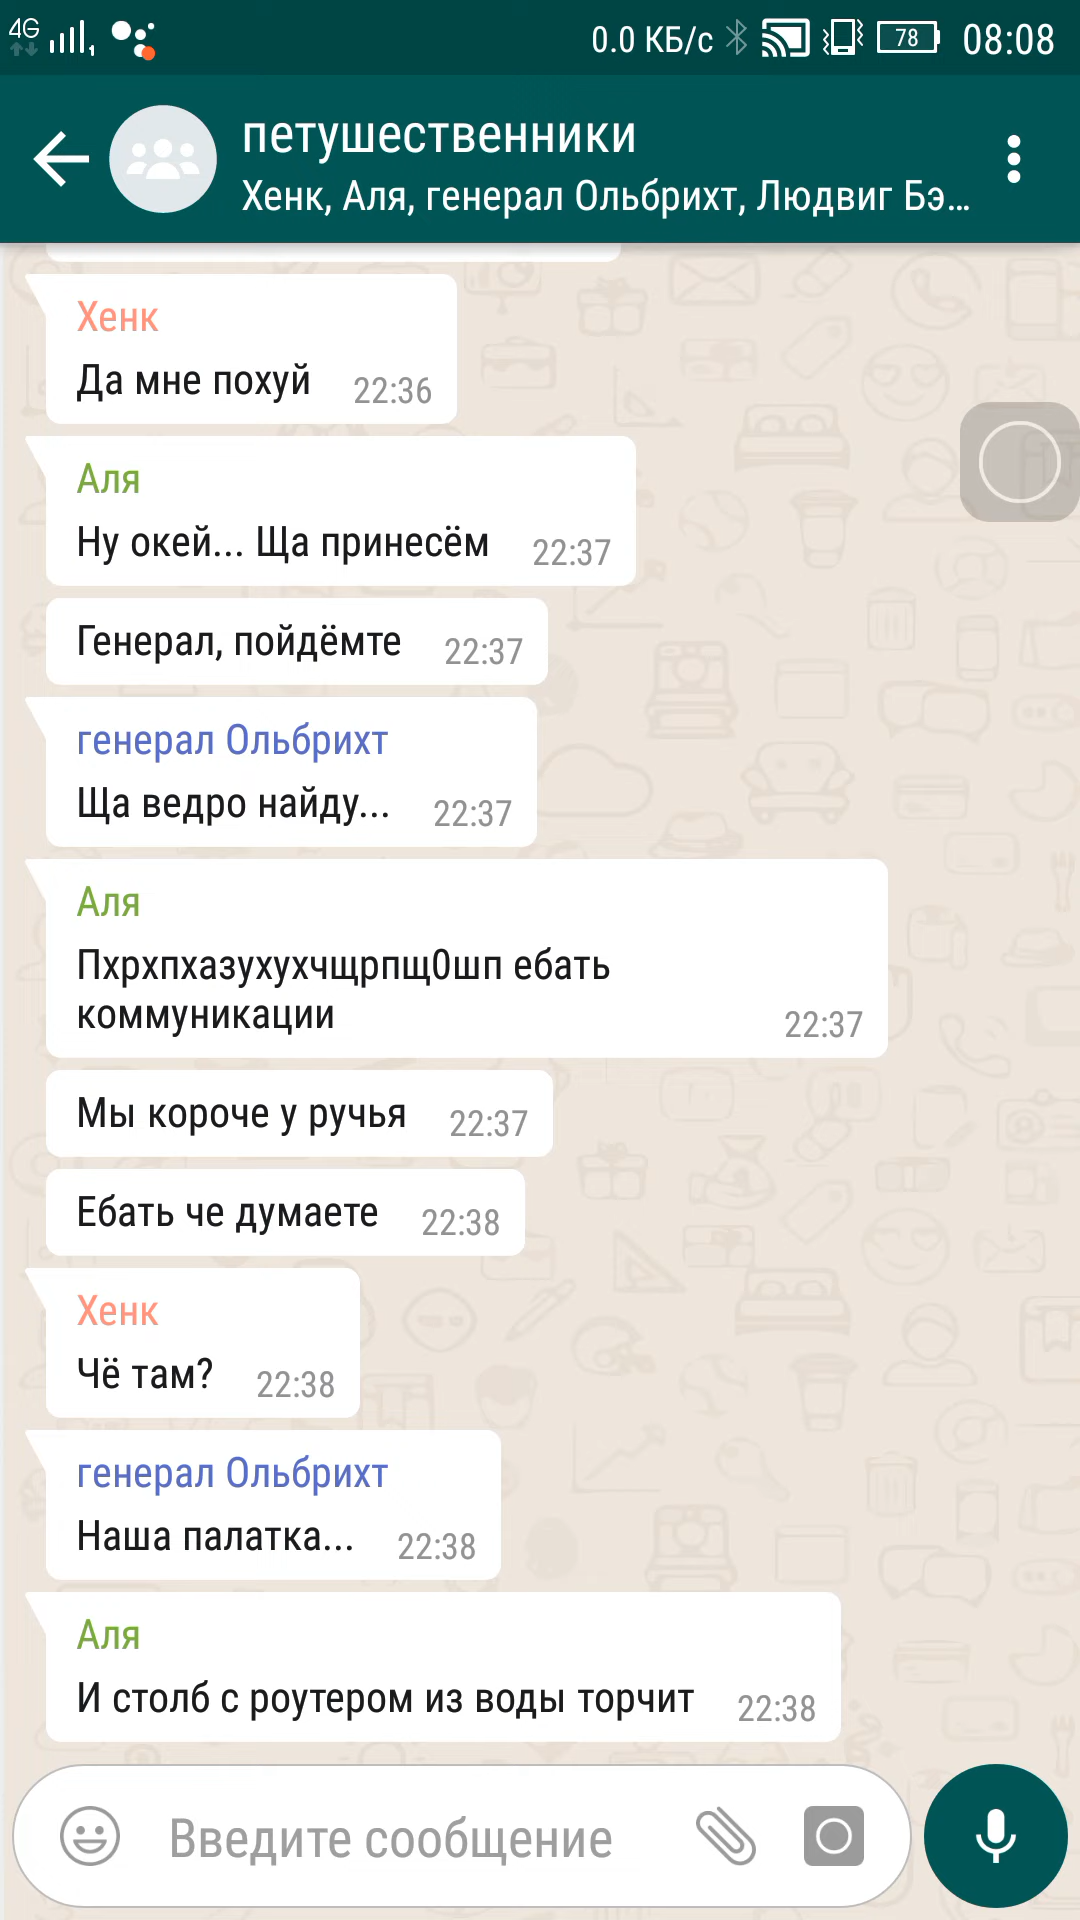 4G
0.0 КБ/с
78
08:08
петушественники
Хенк, Аля, генерал Ольбрихт, Людвиг Бэ...
Хенк
Да мне похуй 22:36
Аля
Ну окей... Ща принесём 22:37
Генерал, пойдёмте 22:37
генерал Ольбрихт
Ща ведро найду... 22:37
Аля
Пхрхпхазухухчщрпщ0шп ебать
коммуникации 22:37
Мы короче у ручья 22:37
Ебать че думаете 22:38
Хенк
Чё там? 22:38
генерал Ольбрихт
Наша палатка... 22:38
Аля
И столб с роутером из воды торчит 22:38
Введите сообщение